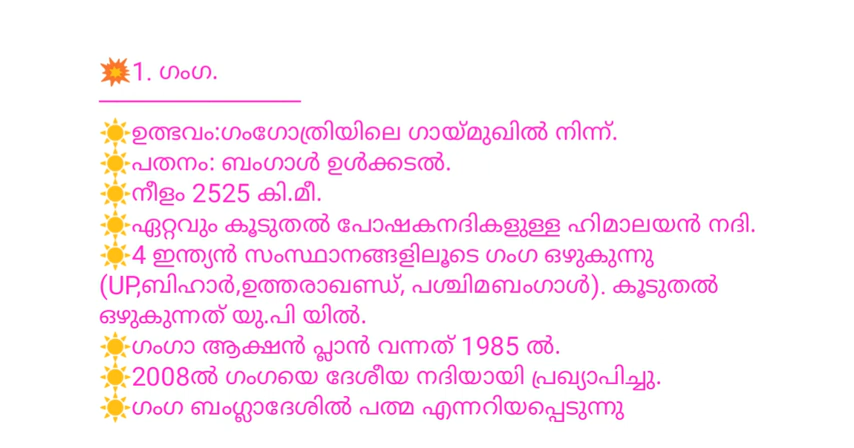 💥1. ഗംഗ.
———————————
☀️ഉത്ഭവം:ഗംഗോത്രിയിലെ ഗായ്മുഖിൽ നിന്ന്.
☀️പതനം: ബംഗാൾ ഉൾക്കടൽ.
☀️നീളം 2525 കി.മീ.
☀️ഏറ്റവും കൂടുതൽ പോഷകനദികളുള്ള ഹിമാലയൻ നദി.
☀️4 ഇന്ത്യൻ സംസ്ഥാനങ്ങളിലൂടെ ഗംഗ ഒഴുകുന്നു
(UP,ബിഹാർ,ഉത്തരാഖണ്ഡ്, പശ്ചിമബംഗാൾ). കൂടുതൽ
ഒഴുകുന്നത് യു.പി യിൽ.
☀️ഗംഗാ ആക്ഷൻ പ്ലാൻ വന്നത് 1985 ൽ.
☀️2008ൽ ഗംഗയെ ദേശീയ നദിയായി പ്രഖ്യാപിച്ചു.
☀️ഗംഗ ബംഗ്ലാദേശിൽ പത്മ എന്നറിയപ്പെടുന്നു